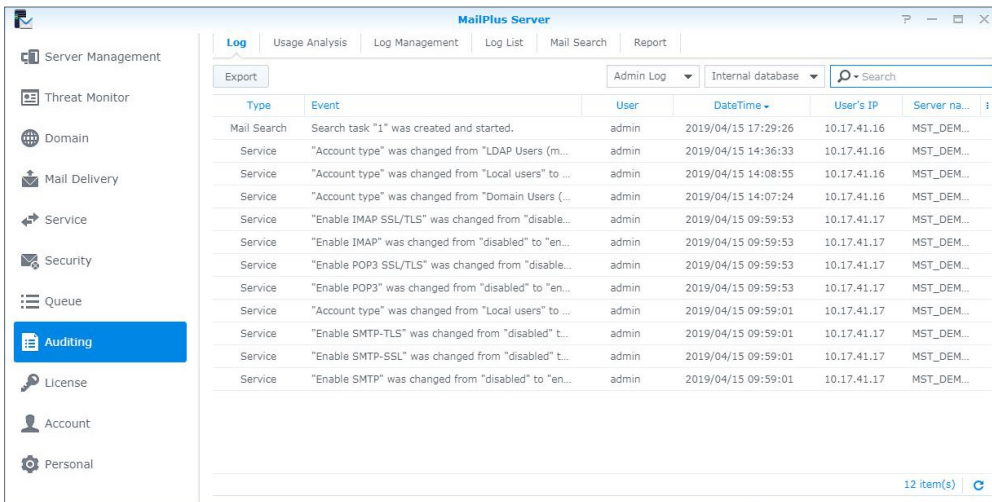 MailPlus Server
Server Management
Threat Monitor
Domain
Mail Delivery
Service
Security
Queue
Auditing
License
Account
Personal
Log Usage Analysis Log Management Log List Mail Search Report
Export Admin Log Internal database Search
Type Event User DateTime User's IP Server na...
Mail Search Search task "1" was created and started. admin 2019/04/15 17:29:26 10.17.41.16 MST_DEM...
Service "Account type" was changed from "LDAP Users (m... admin 2019/04/15 14:36:33 10.17.41.16 MST_DEM...
Service "Account type" was changed from "Local users" to ... admin 2019/04/15 14:08:55 10.17.41.16 MST_DEM...
Service "Account type" was changed from "Domain Users (... admin 2019/04/15 14:07:24 10.17.41.16 MST_DEM...
Service "Enable IMAP SSL/TLS" was changed from "disable... admin 2019/04/15 09:59:53 10.17.41.17 MST_DEM...
Service "Enable IMAP" was changed from "disabled" to "en... admin 2019/04/15 09:59:53 10.17.41.17 MST_DEM...
Service "Enable POP3 SSL/TLS" was changed from "disable... admin 2019/04/15 09:59:53 10.17.41.17 MST_DEM...
Service "Enable POP3" was changed from "disabled" to "en... admin 2019/04/15 09:59:53 10.17.41.17 MST_DEM...
Service "Account type" was changed from "Local users" to ... admin 2019/04/15 09:59:01 10.17.41.17 MST_DEM...
Service "Enable SMTP-TLS" was changed from "disabled" t... admin 2019/04/15 09:59:01 10.17.41.17 MST_DEM...
Service "Enable SMTP-SSL" was changed from "disabled" t... admin 2019/04/15 09:59:01 10.17.41.17 MST_DEM...
Service "Enable SMTP" was changed from "disabled" to "en... admin 2019/04/15 09:59:01 10.17.41.17 MST_DEM...
12 item(s)